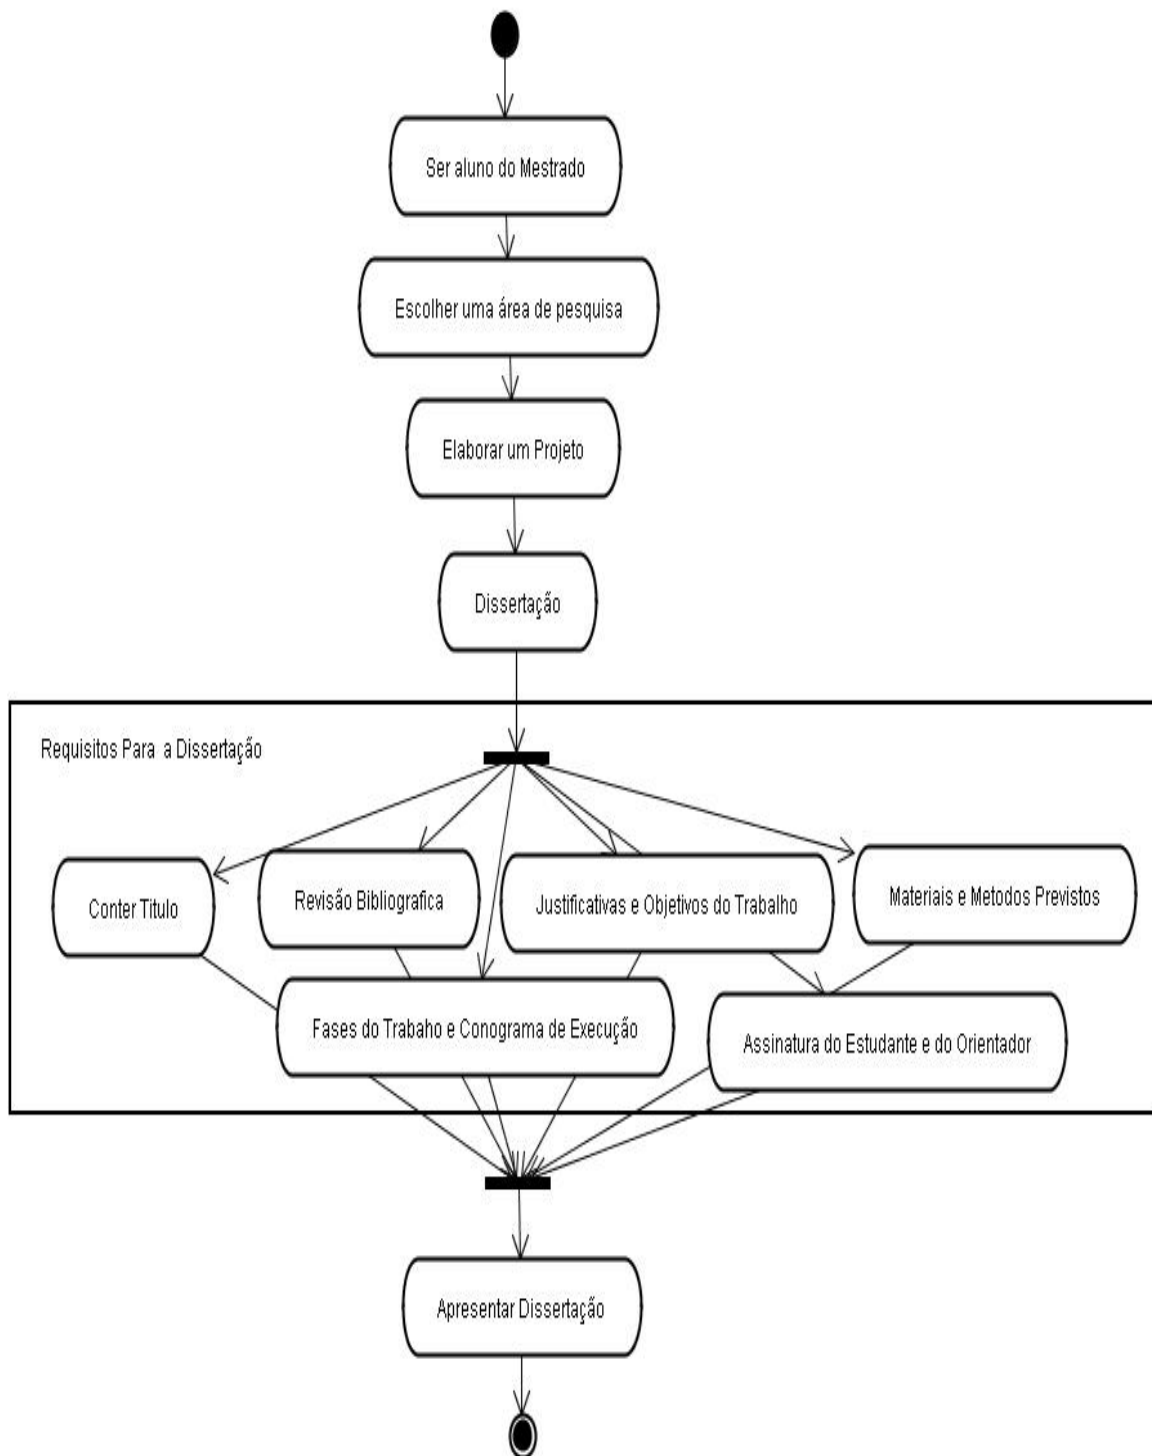 Ser aluno do Mestrado
Escolher uma área de pesquisa
Elaborar um Projeto
Dissertação
Requisitos Para a Dissertação
Conter Titulo
Revisão Bibliografica
Justificativas e Objetivos do Trabalho
Materiais e Metodos Previstos
Fases do Trabaho e Conograma de Execução
Assinatura do Estudante e do Orientador
Apresentar Dissertação